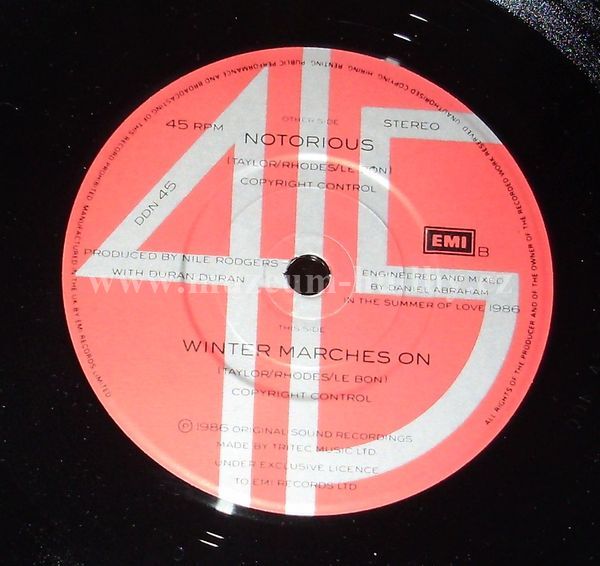 UNAUTHORISED COPYING HIRING RENTING PUBLIC PERFORMANCE AND BROADCASTING OF THIS RECORD PROHIBITED MANUFACTURED IN THE UK BY EMI RECORDS LIMITED
ALL RIGHTS OF THE PRODUCER AND OF THE OWNER OF THE RECORDED WORK RESERVED
OTHER SIDE
45 RPM
STEREO
NOTORIOUS
(TAYLOR/RHODES/LE BON)
COPYRIGHT CONTROL
DDN 45
45
EMI
B
PRODUCED BY NILE RODGERS
WITH DURAN DURAN
ENGINEERED AND MIXED
BY DANIEL ABRAHAM
IN THE SUMMER OF LOVE 1986
THIS SIDE
WINTER MARCHES ON
(TAYLOR/RHODES/LE BON)
COPYRIGHT CONTROL
Ⓟ 1986 ORIGINAL SOUND RECORDINGS
MADE BY TRITEC MUSIC LTD.
UNDER EXCLUSIVE LICENCE
TO EMI RECORDS LTD